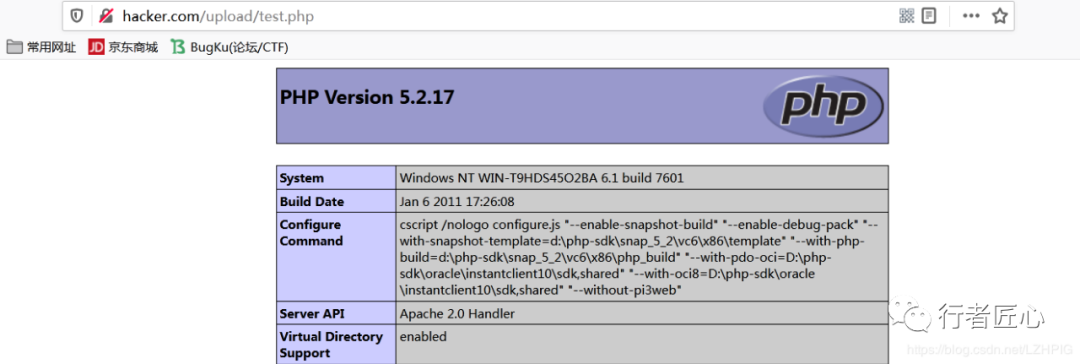 hacker.com/upload/test.php
常用网址 JD 京东商城 BugKu(论坛/CTF)
PHP Version 5.2.17
php
System Windows NT WIN-T9HDS45O2BA 6.1 build 7601
Build Date Jan 6 2011 17:26:08
Configure Command cscript /nologo configure.js "--enable-snapshot-build" "--enable-debug-pack" "--
with-snapshot-template=d:\php-sdk\snap_5_2\vc6\x86\template" "--with-php-
build=d:\php-sdk\snap_5_2\vc6\x86\php_build" "--with-pdo-oci=D:\php-
sdk\oracle\instantclient10\sdk,shared" "--with-oci8=D:\php-sdk\oracle
\instantclient10\sdk,shared" "--without-pi3web"
Server API Apache 2.0 Handler
Virtual Directory Support enabled
行者匠心
https://blog.csdn.net/LZHPIG